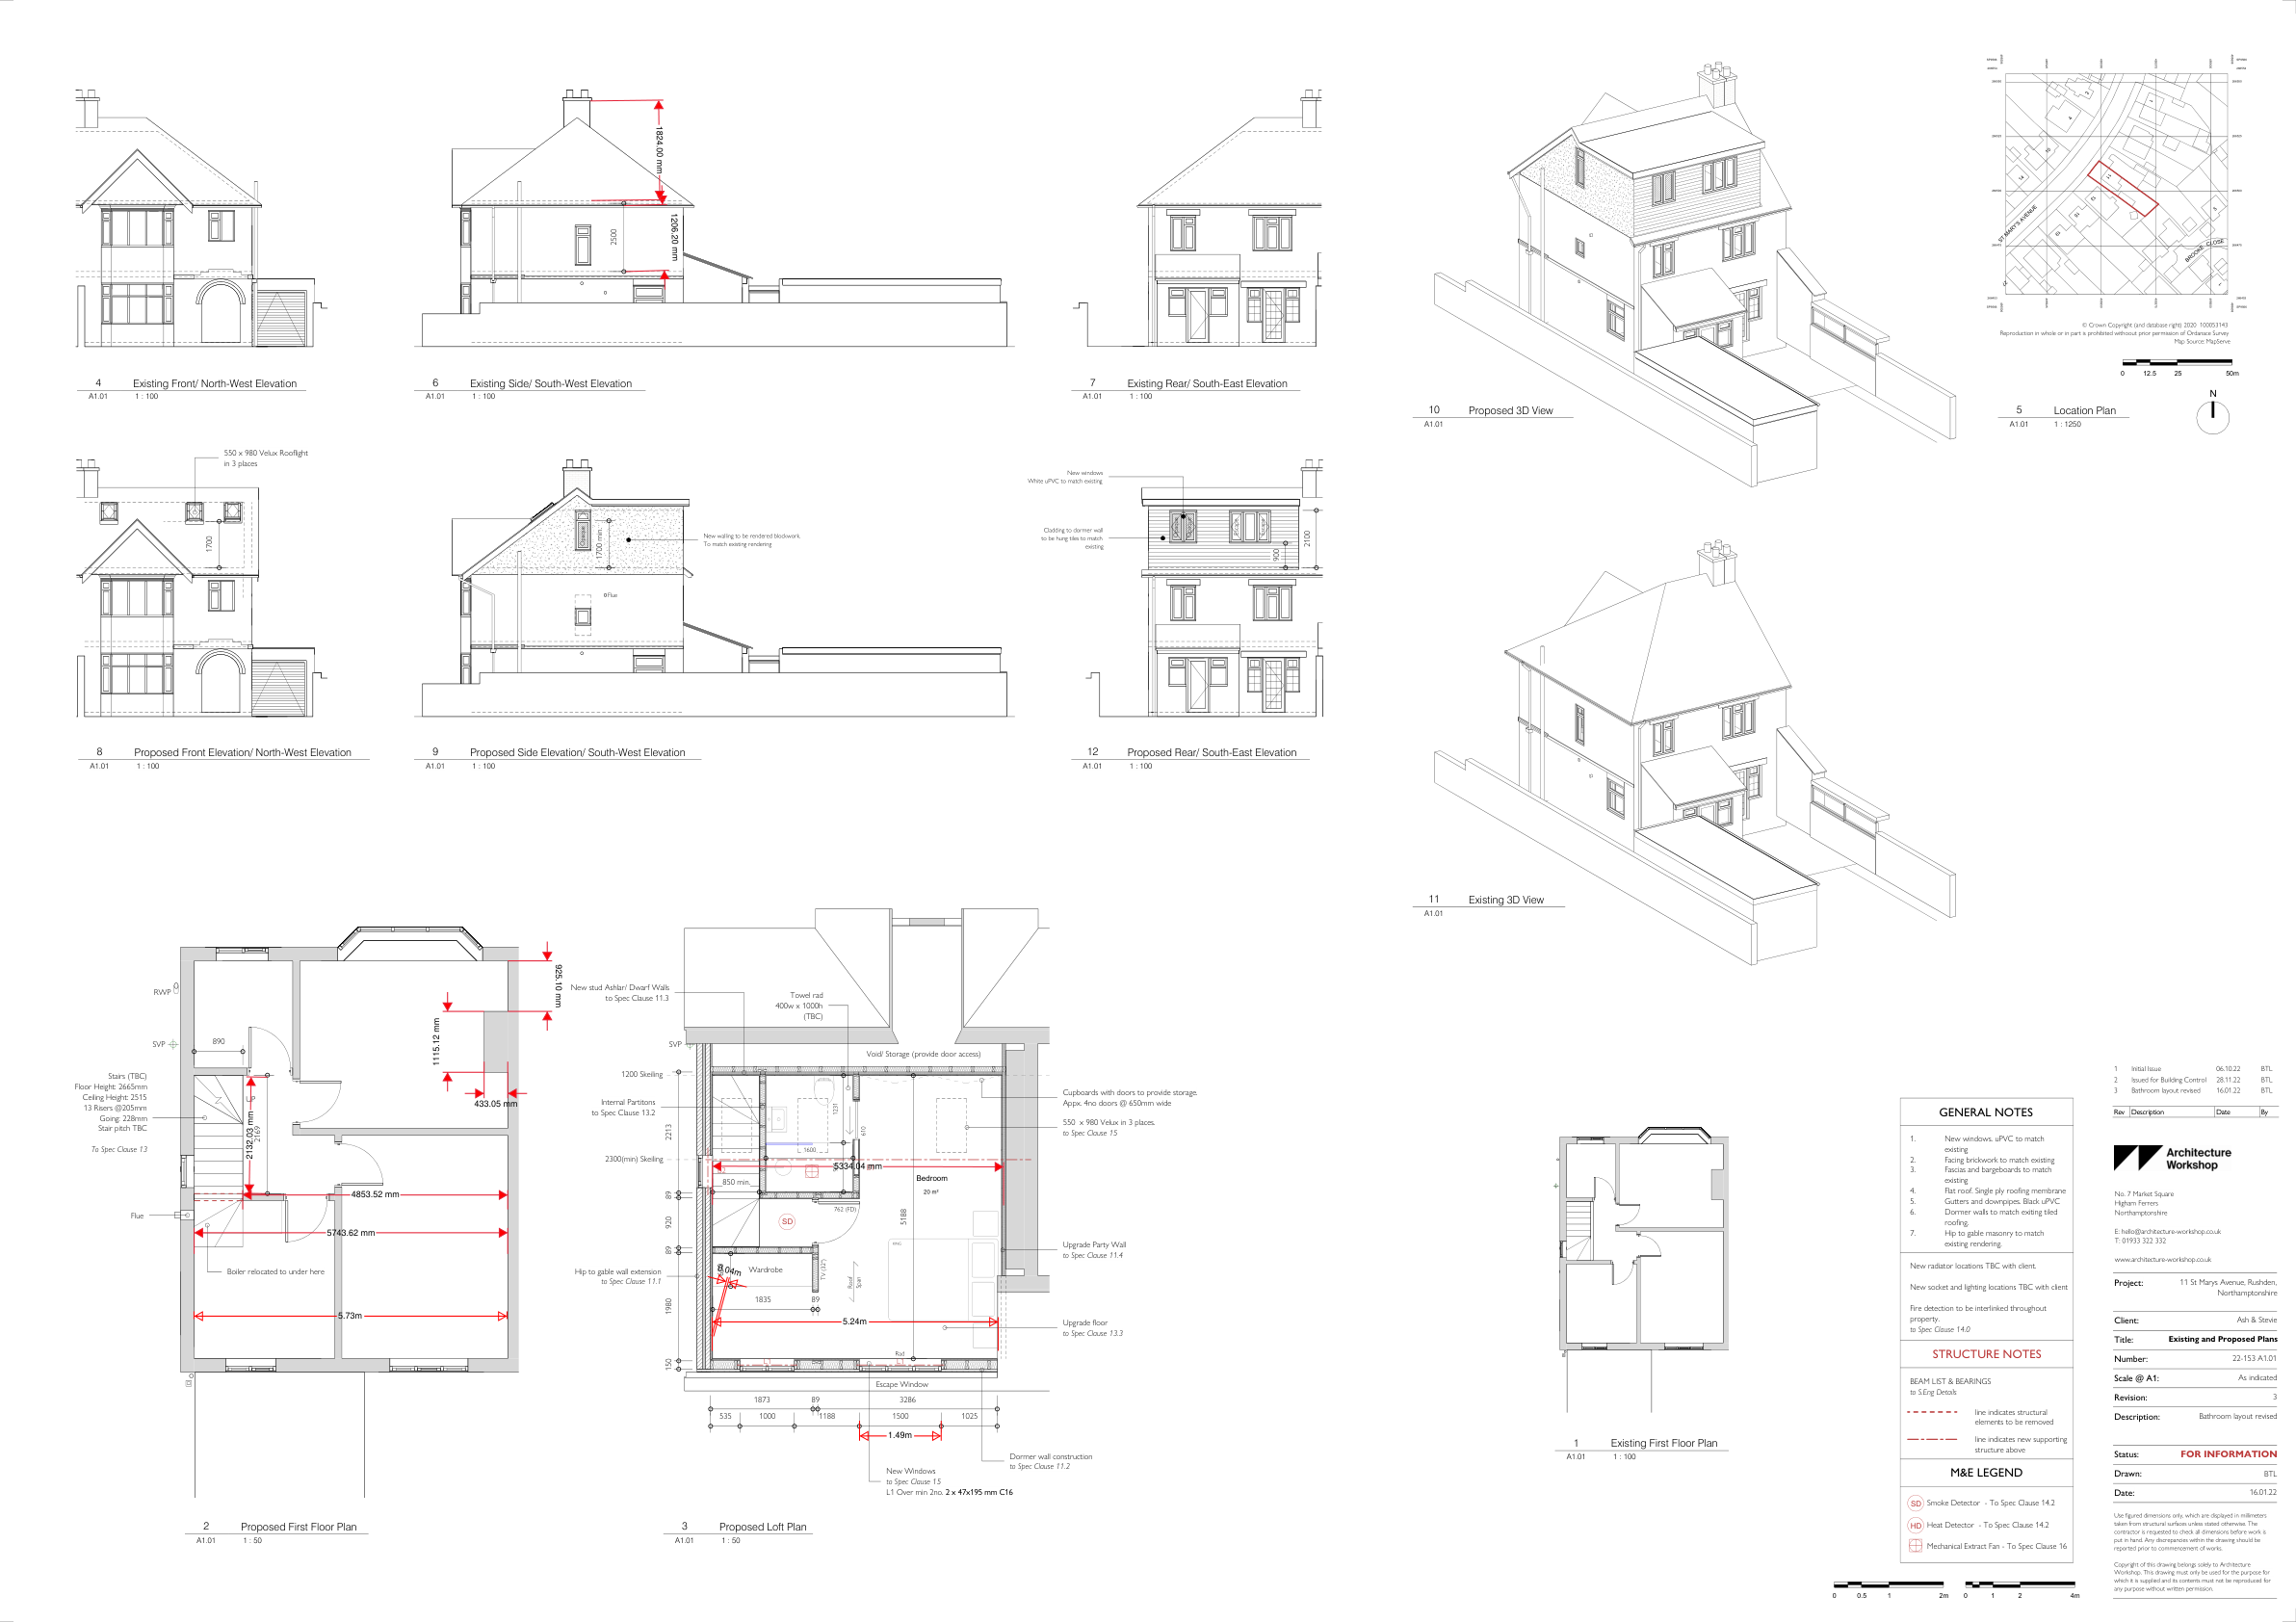 1824.00 mm
1206.20 mm
2500
4 Existing Front/ North-West Elevation
A1.01 1 : 100
6 Existing Side/ South-West Elevation
A1.01 1 : 100
7 Existing Rear/ South-East Elevation
A1.01 1 : 100
10 Proposed 3D View
A1.01
ST MARY'S AVENUE
BROOKE CLOSE
© Crown Copyright (and database right) 2020 100053143
Reproduction in whole or in part is prohibited without prior permission of Ordnance Survey
Map Source: MapServe
0 12.5 25 50m
N
5 Location Plan
A1.01 1 : 1250
550 x 980 Velux Rooflight
in 3 places
1700
8 Proposed Front Elevation/ North-West Elevation
A1.01 1 : 100
Obscure
1700 min.
New walling to be rendered blockwork.
To match existing rendering
Flue
9 Proposed Side Elevation/ South-West Elevation
A1.01 1 : 100
New windows
White uPVC to match existing.
Cladding to dormer wall
to be hung tiles to match
existing
900
2100
12 Proposed Rear/ South-East Elevation
A1.01 1 : 100
11 Existing 3D View
A1.01
RWP
SVP
890
Stairs (TBC)
Floor Height: 2665mm
Ceiling Height: 2515
13 Risers @205mm
Going: 228mm
Stair pitch TBC
To Spec Clause 13
Flue
UP
2132.03 mm
2169
925.10 mm
1115.12 mm
433.05 mm
4853.52 mm
5743.62 mm
Boiler relocated to under here
5.73m
2 Proposed First Floor Plan
A1.01 1 : 50
New stud Ashlar/ Dwarf Walls
to Spec Clause 11.3
Towel rad
400w x 1000h
(TBC)
SVP
Void/ Storage (provide door access)
1200 Skeiling
Internal Partitons
to Spec Clause 13.2
2213
2300(min) Skeiling
89
920
89
Hip to gable wall extension
to Spec Clause 11.1
1980
150
1231
610
1600
5334.04 mm
850 min.
Bedroom
20 m²
762 (FD)
SD
5188
Wardrobe
TV (32")
Roof
Span
1835 89
5.24m
Rad
L1
L1
Escape Window
1873 89 3286
535 1000 1188 1500 1025
1.49m
Cupboards with doors to provide storage.
Appx. 4no doors @ 650mm wide
550 x 980 Velux in 3 places.
to Spec Clause 15
Upgrade Party Wall
to Spec Clause 11.4
Upgrade floor
to Spec Clause 13.3
Dormer wall construction
to Spec Clause 11.2
New Windows
to Spec Clause 15
L1 Over min 2no. 2 x 47x195 mm C16
3 Proposed Loft Plan
A1.01 1 : 50
1 Existing First Floor Plan
A1.01 1 : 100
GENERAL NOTES
1. New windows. uPVC to match
existing
2. Facing brickwork to match existing
3. Fascias and bargeboards to match
existing
4. Flat roof. Single ply roofing membrane
5. Gutters and downpipes. Black uPVC
6. Dormer walls to match exiting tiled
roofing.
7. Hip to gable masonry to match
existing rendering.
New radiator locations TBC with client.
New socket and lighting locations TBC with client
Fire detection to be interlinked throughout
property.
to Spec Clause 14.0
STRUCTURE NOTES
BEAM LIST & BEARINGS
to S.Eng Details
line indicates structural
elements to be removed
line indicates new supporting
structure above
M&E LEGEND
SD Smoke Detector - To Spec Clause 14.2
HD Heat Detector - To Spec Clause 14.2
Mechanical Extract Fan - To Spec Clause 16
0 0.5 1 2m
0 1 2 4m
1 Initial Issue 06.10.22 BTL
2 Issued for Building Control 28.11.22 BTL
3 Bathroom layout revised 16.01.22 BTL
Rev Description Date By
Architecture
Workshop
No. 7 Market Square
Higham Ferrers
Northamptonshire
E: hello@architecture-workshop.co.uk
T: 01933 322 332
www.architecture-workshop.co.uk
Project: 11 St Marys Avenue, Rushden,
Northamptonshire
Client: Ash & Stevie
Title: Existing and Proposed Plans
Number: 22-153 A1.01
Scale @ A1: As indicated
Revision: 3
Description: Bathroom layout revised
Status: FOR INFORMATION
Drawn: BTL
Date: 16.01.22
Use figured dimensions only, which are displayed in millimeters
taken from structural surfaces unless stated otherwise. The
contractor is requested to check all dimensions before work is
put in hand. Any discrepancies within the drawing should be
reported prior to commencement of works.
Copyright of this drawing belongs solely to Architecture
Workshop. This drawing must only be used for the purpose for
which it is supplied and its contents must not be reproduced for
any purpose without written permission.